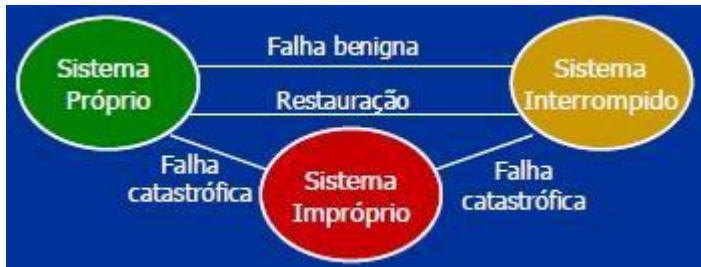 Falha benigna
Sistema
Próprio
Sistema
Interrompido
Restauração
Falha
catastrófica
Sistema
Impróprio
Falha
catastrófica